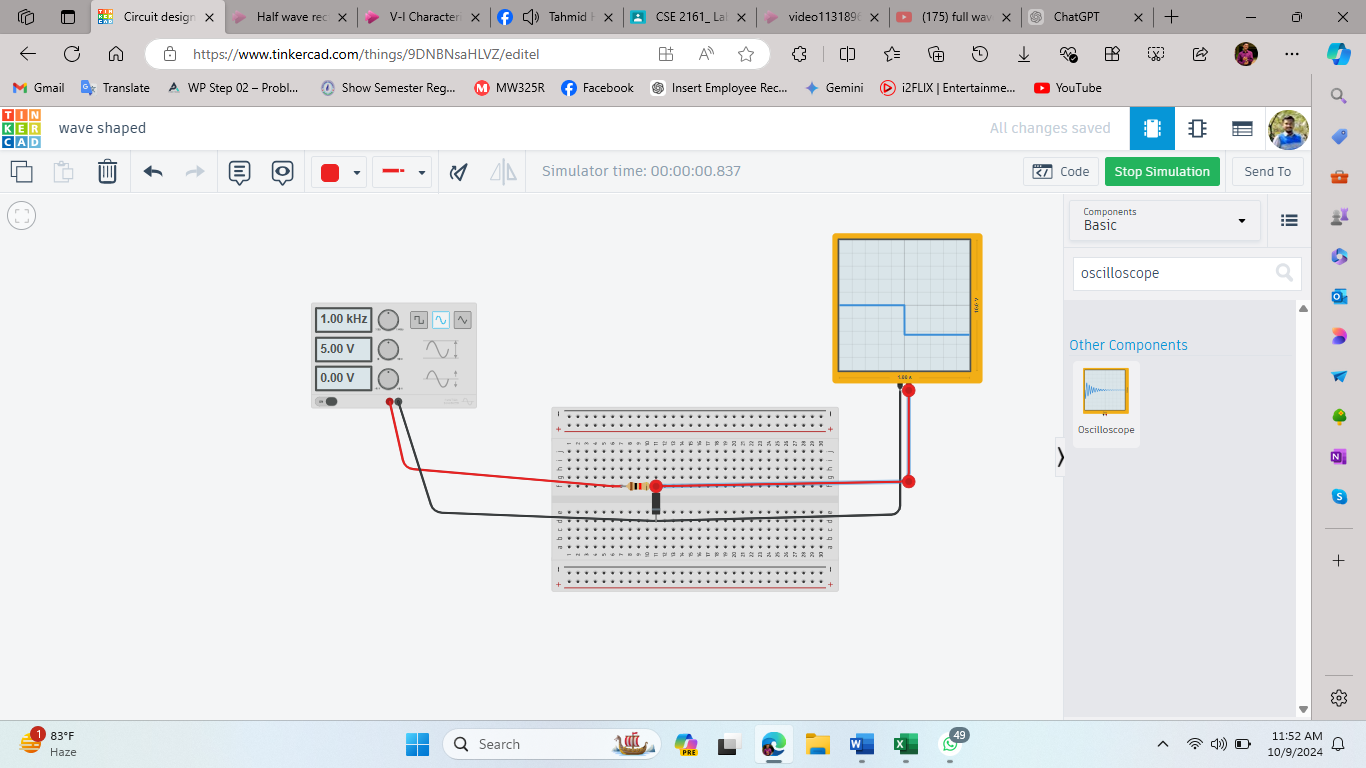 Circuit design
Half wave rec
V-I Character
Tahmid
CSE 2161_ La
video113189
(175) full wav
ChatGPT
https://www.tinkercad.com/things/9DNBNsaHLVZ/editel
Gmail
Translate
WP Step 02 – Probl...
Show Semester Reg...
MW325R
Facebook
Insert Employee Rec...
Gemini
i2FLIX | Entertainme...
YouTube
TIN
KER
CAD
wave shaped
All changes saved
Simulator time: 00:00:00.837
Code
Stop Simulation
Send To
Components
Basic
oscilloscope
Other Components
Oscilloscope
1.00 kHz
5.00 V
0.00 V
1
83°F
Haze
Search
PRE
49
11:52 AM
10/9/2024